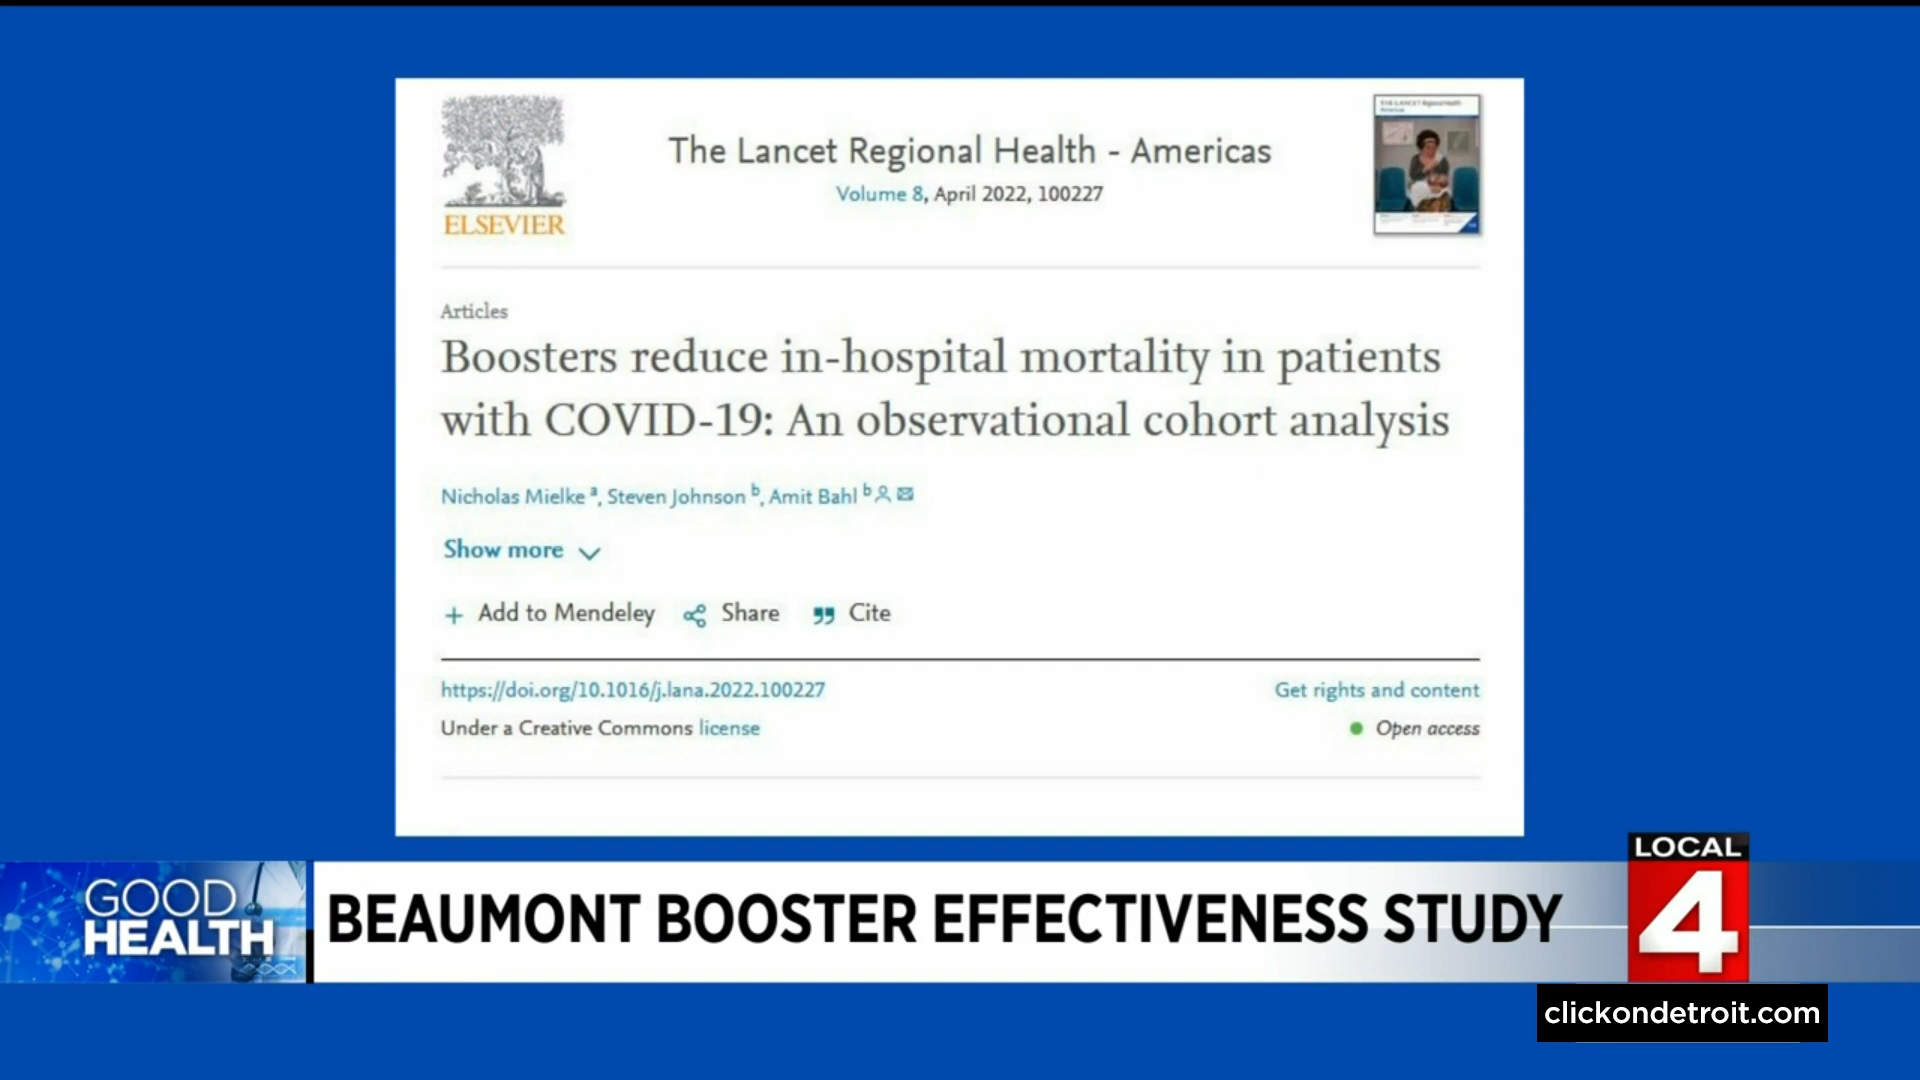 ELSEVIER
The Lancet Regional Health - Americas
Volume 8, April 2022, 100227
Articles
Boosters reduce in-hospital mortality in patients
with COVID-19: An observational cohort analysis
Nicholas Mielke a, Steven Johnson b, Amit Bahl b
Show more
+ Add to Mendeley Share Cite
https://doi.org/10.1016/j.lana.2022.100227 Get rights and content
Under a Creative Commons license Open access
GOOD
HEALTH
BEAUMONT BOOSTER EFFECTIVENESS STUDY
LOCAL
4
clickondetroit.com